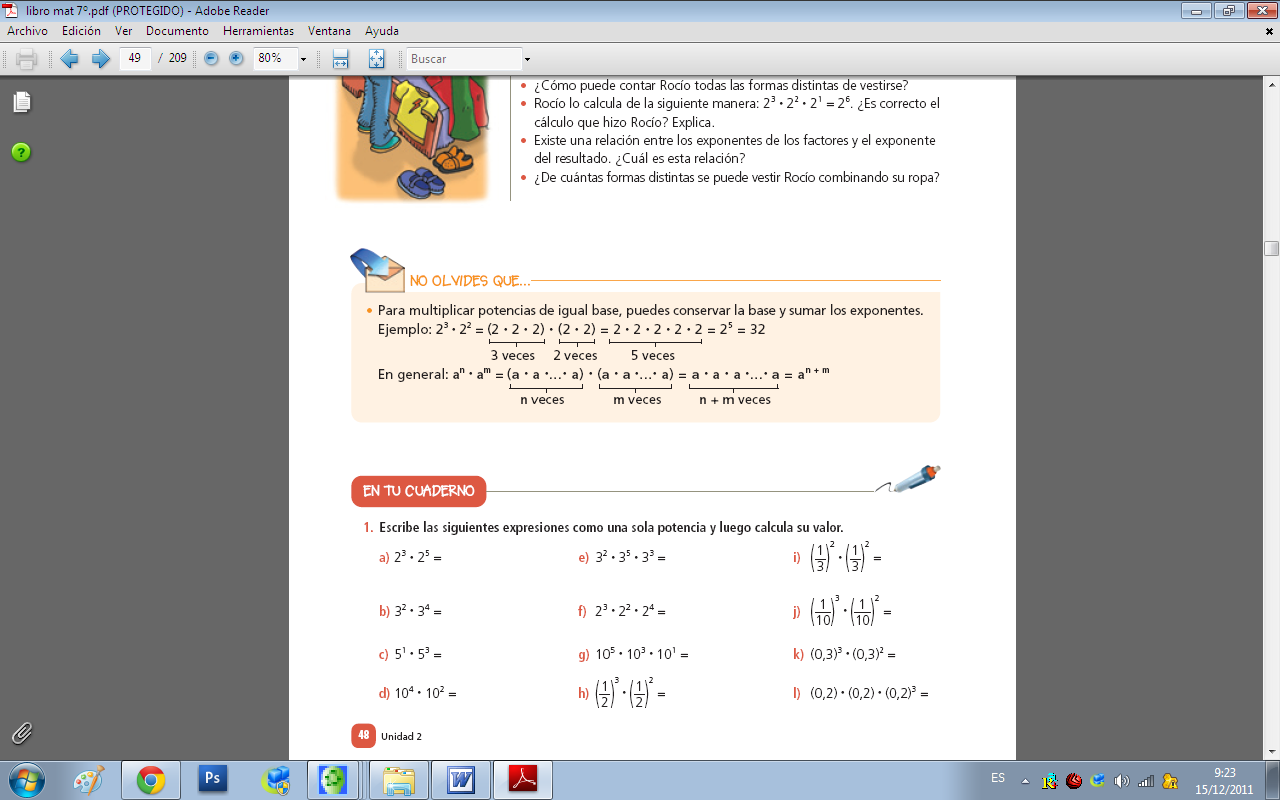 libro mat 7º.pdf (PROTEGIDO) - Adobe Reader
Archivo Edición Ver Documento Herramientas Ventana Ayuda
49 / 209 80% Buscar
• ¿Cómo puede contar Rocío todas las formas distintas de vestirse?
• Rocío lo calcula de la siguiente manera: 2³ • 2² • 2¹ = 2⁶. ¿Es correcto el
cálculo que hizo Rocío? Explica.
• Existe una relación entre los exponentes de los factores y el exponente
del resultado. ¿Cuál es esta relación?
• ¿De cuántas formas distintas se puede vestir Rocío combinando su ropa?
NO OLVIDES QUE...
• Para multiplicar potencias de igual base, puedes conservar la base y sumar los exponentes.
Ejemplo: 2³ • 2² = (2 • 2 • 2) • (2 • 2) = 2 • 2 • 2 • 2 • 2 = 2⁵ = 32
3 veces 2 veces 5 veces
En general: aⁿ • aᵐ = (a • a •...• a) • (a • a •...• a) = a • a • a •...• a = aⁿ ⁺ ᵐ
n veces m veces n + m veces
EN TU CUADERNO
1. Escribe las siguientes expresiones como una sola potencia y luego calcula su valor.
a) 2³ • 2⁵ = e) 3² • 3⁵ • 3³ = i) (1/3)² • (1/3)² =
b) 3² • 3⁴ = f) 2³ • 2² • 2⁴ = j) (1/10)³ • (1/10)² =
c) 5¹ • 5³ = g) 10⁵ • 10³ • 10¹ = k) (0,3)³ • (0,3)² =
d) 10⁴ • 10² = h) (1/2)³ • (1/2)² = l) (0,2) • (0,2) • (0,2)³ =
48 Unidad 2
Ps W ES 9:23
15/12/2011